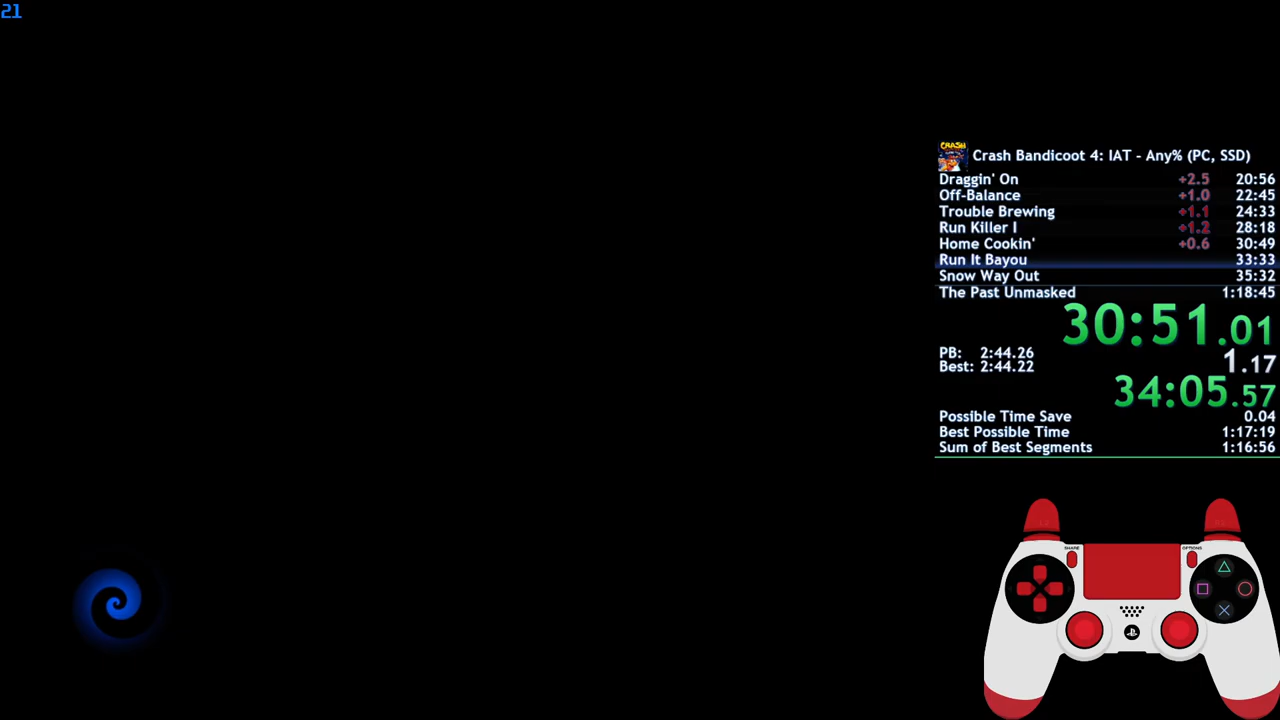 21
Crash Bandicoot 4: IAT - Any% (PC, SSD)
Draggin' On +2.5 20:56
Off-Balance +1.0 22:45
Trouble Brewing +1.1 24:33
Run Killer I +1.2 28:18
Home Cookin' +0.6 30:49
Run It Bayou 33:33
Snow Way Out 35:32
The Past Unmasked 1:18:45
30:51.01
PB: 2:44.26
Best: 2:44.22
1.17
34:05.57
Possible Time Save 0.04
Best Possible Time 1:17:19
Sum of Best Segments 1:16:56
SHARE OPTIONS